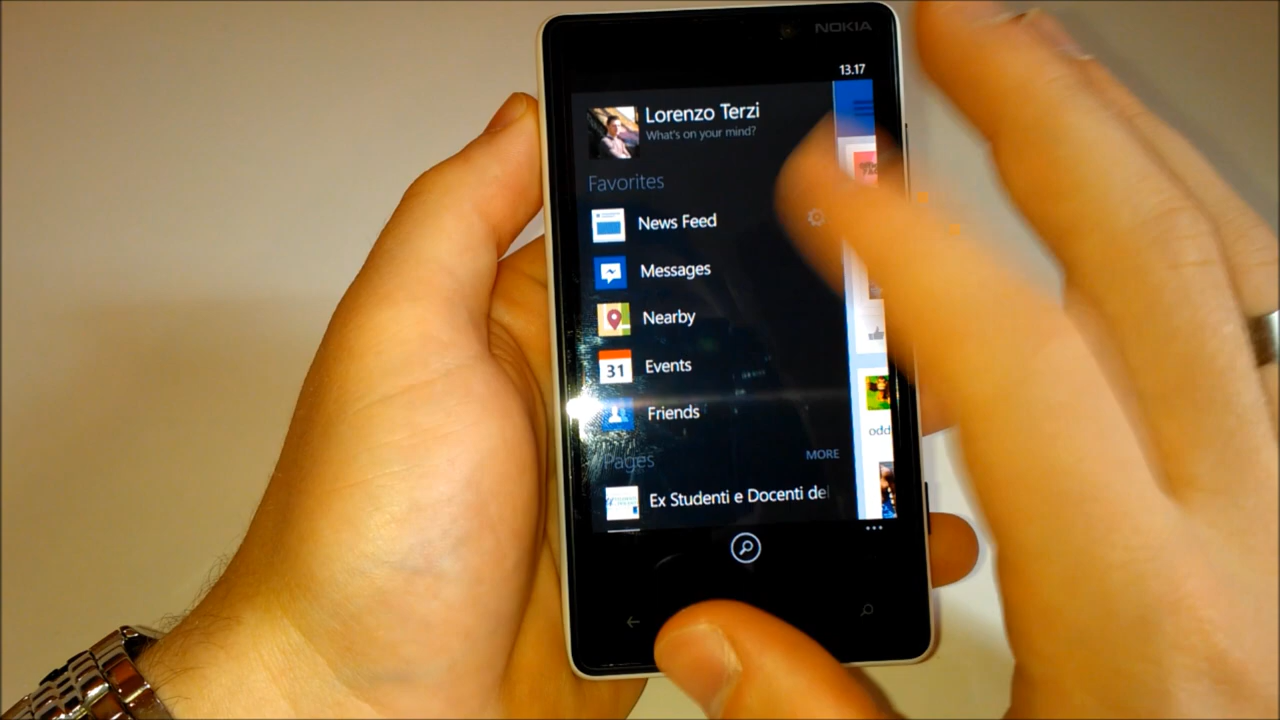 NOKIA
13.17
Lorenzo Terzi
What's on your mind?
Favorites
News Feed
Messages
Nearby
31
Events
Friends
Pages
MORE
Ex Studenti e Docenti del
odd